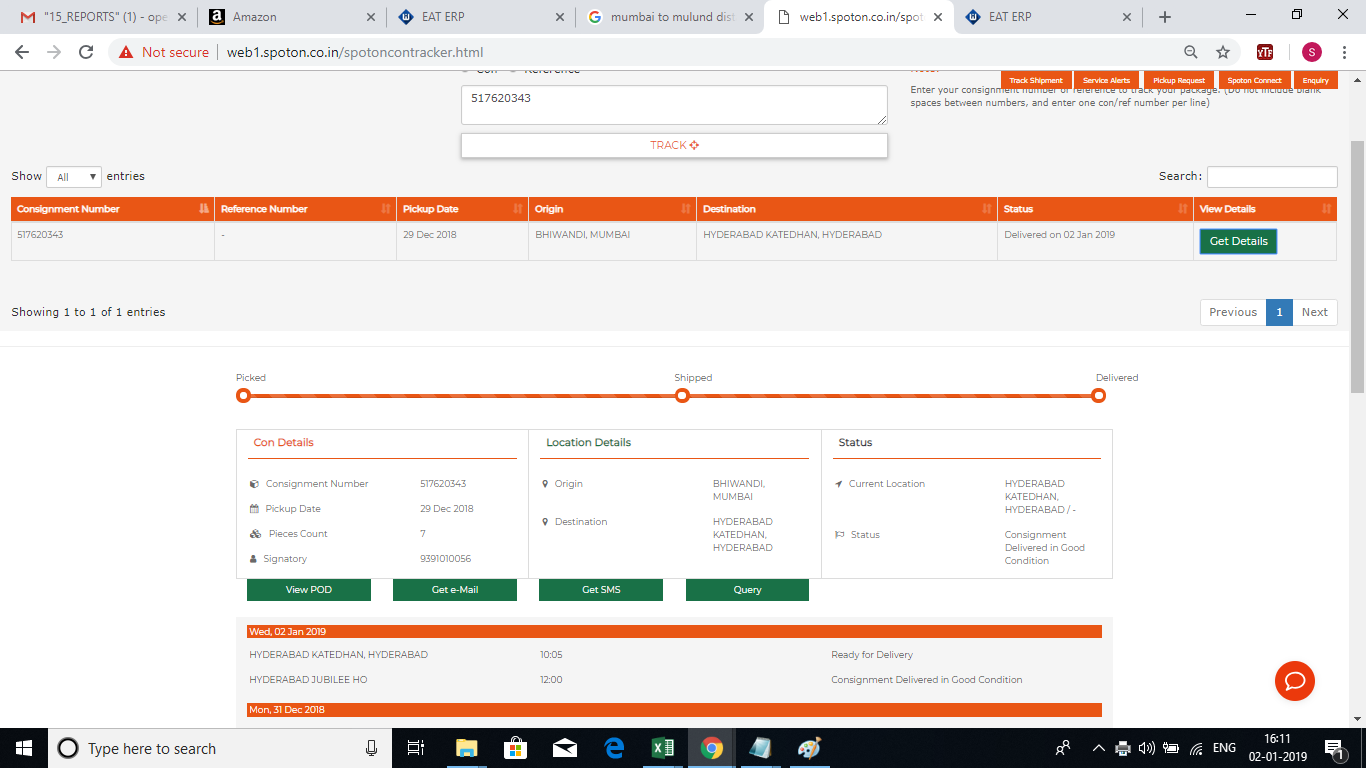 "15_REPORTS" (1) - ope
Amazon
EAT ERP
mumbai to mulund dist
web1.spoton.co.in/spot
EAT ERP
Not secure
web1.spoton.co.in/spotoncontracker.html
YTF
S
Con
Reference
Note:
Track Shipment
Service Alerts
Pickup Request
Spoton Connect
Enquiry
517620343
Enter your consignment number or reference to track your package. (Do not include blank
spaces between numbers, and enter one con/ref number per line)
TRACK
Show All entries
Search:
Consignment Number Reference Number Pickup Date Origin Destination Status View Details
517620343 - 29 Dec 2018 BHIWANDI, MUMBAI HYDERABAD KATEDHAN, HYDERABAD Delivered on 02 Jan 2019 Get Details
Showing 1 to 1 of 1 entries
Previous 1 Next
Picked Shipped Delivered
Con Details
Consignment Number 517620343
Pickup Date 29 Dec 2018
Pieces Count 7
Signatory 9391010056
Location Details
Origin BHIWANDI,
MUMBAI
Destination HYDERABAD
KATEDHAN,
HYDERABAD
Status
Current Location HYDERABAD
KATEDHAN,
HYDERABAD / -
Status Consignment
Delivered in Good
Condition
View POD Get e-Mail Get SMS Query
Wed, 02 Jan 2019
HYDERABAD KATEDHAN, HYDERABAD 10:05 Ready for Delivery
HYDERABAD JUBILEE HO 12:00 Consignment Delivered in Good Condition
Mon, 31 Dec 2018
Type here to search
ENG
16:11
02-01-2019
1